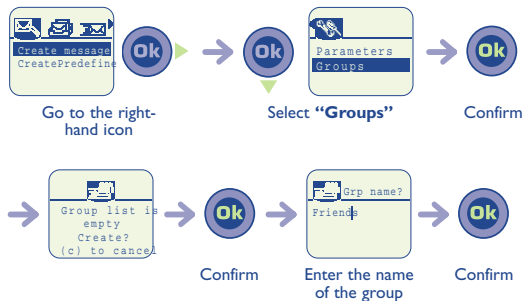 Create message
CreatePredefine
Ok
Ok
Parameters
Groups
Ok
Go to the right-
hand icon
Select “Groups”
Confirm
Group list is
empty
Create?
(c) to cancel
Ok
Grp name?
Friends
Ok
Confirm
Enter the name
of the group
Confirm